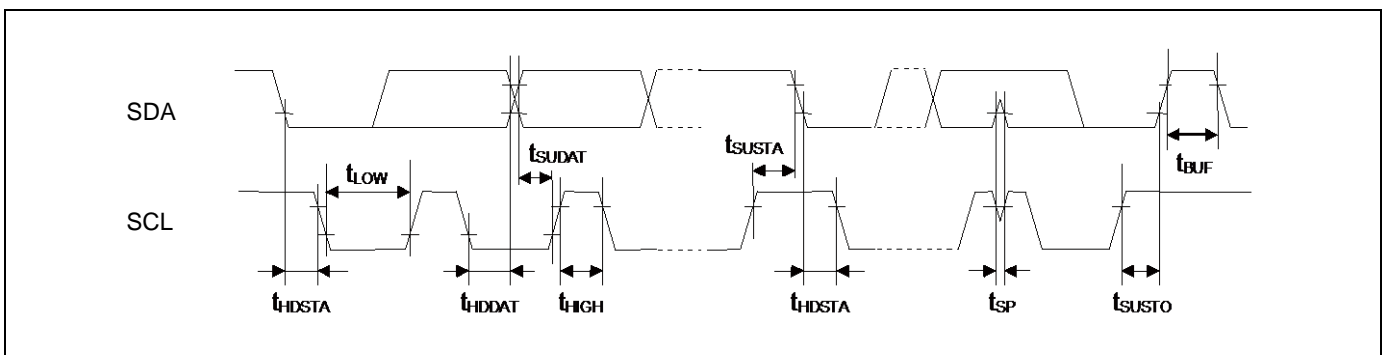 SDA
tSUDAT
tSUSTA
tBUF
tLOW
SCL
tHDSTA
tHDDAT
tHIGH
tHDSTA
tSP
tSUSTO